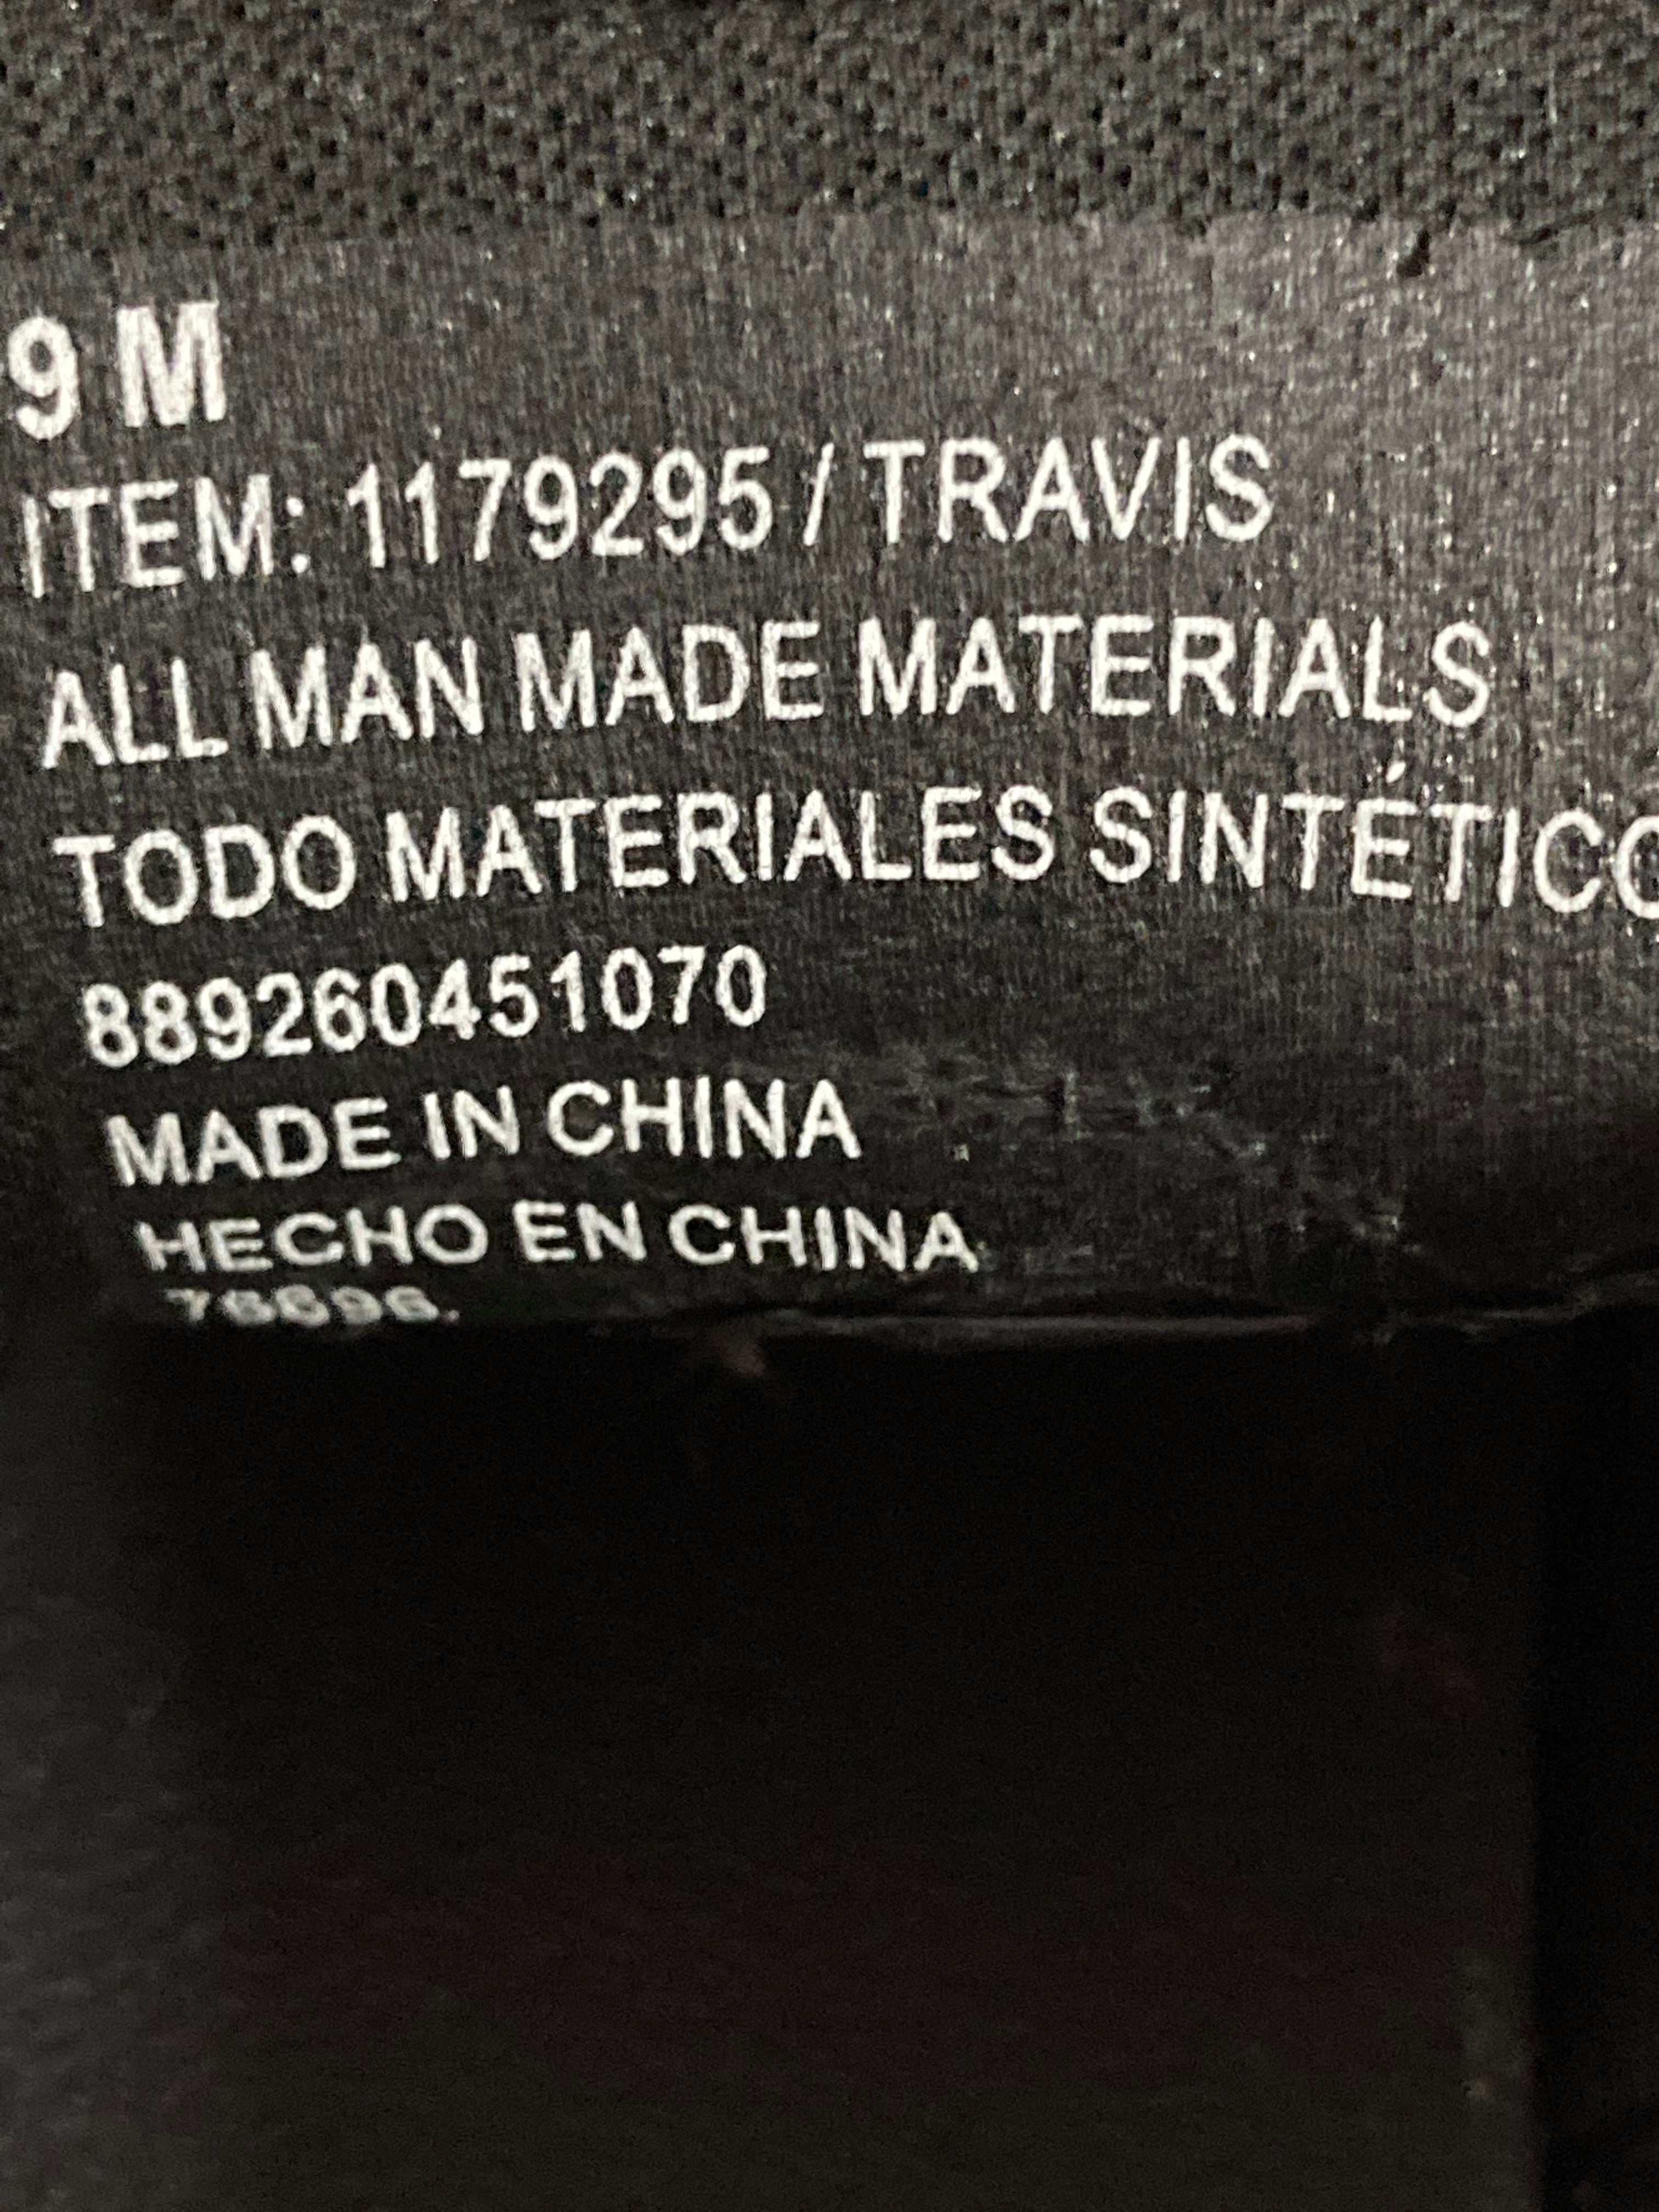 9 M
ITEM: 1179295 / TRAVIS
ALL MAN MADE MATERIALS
TODO MATERIALES SINTÉTICO
889260451070
MADE IN CHINA
HECHO EN CHINA